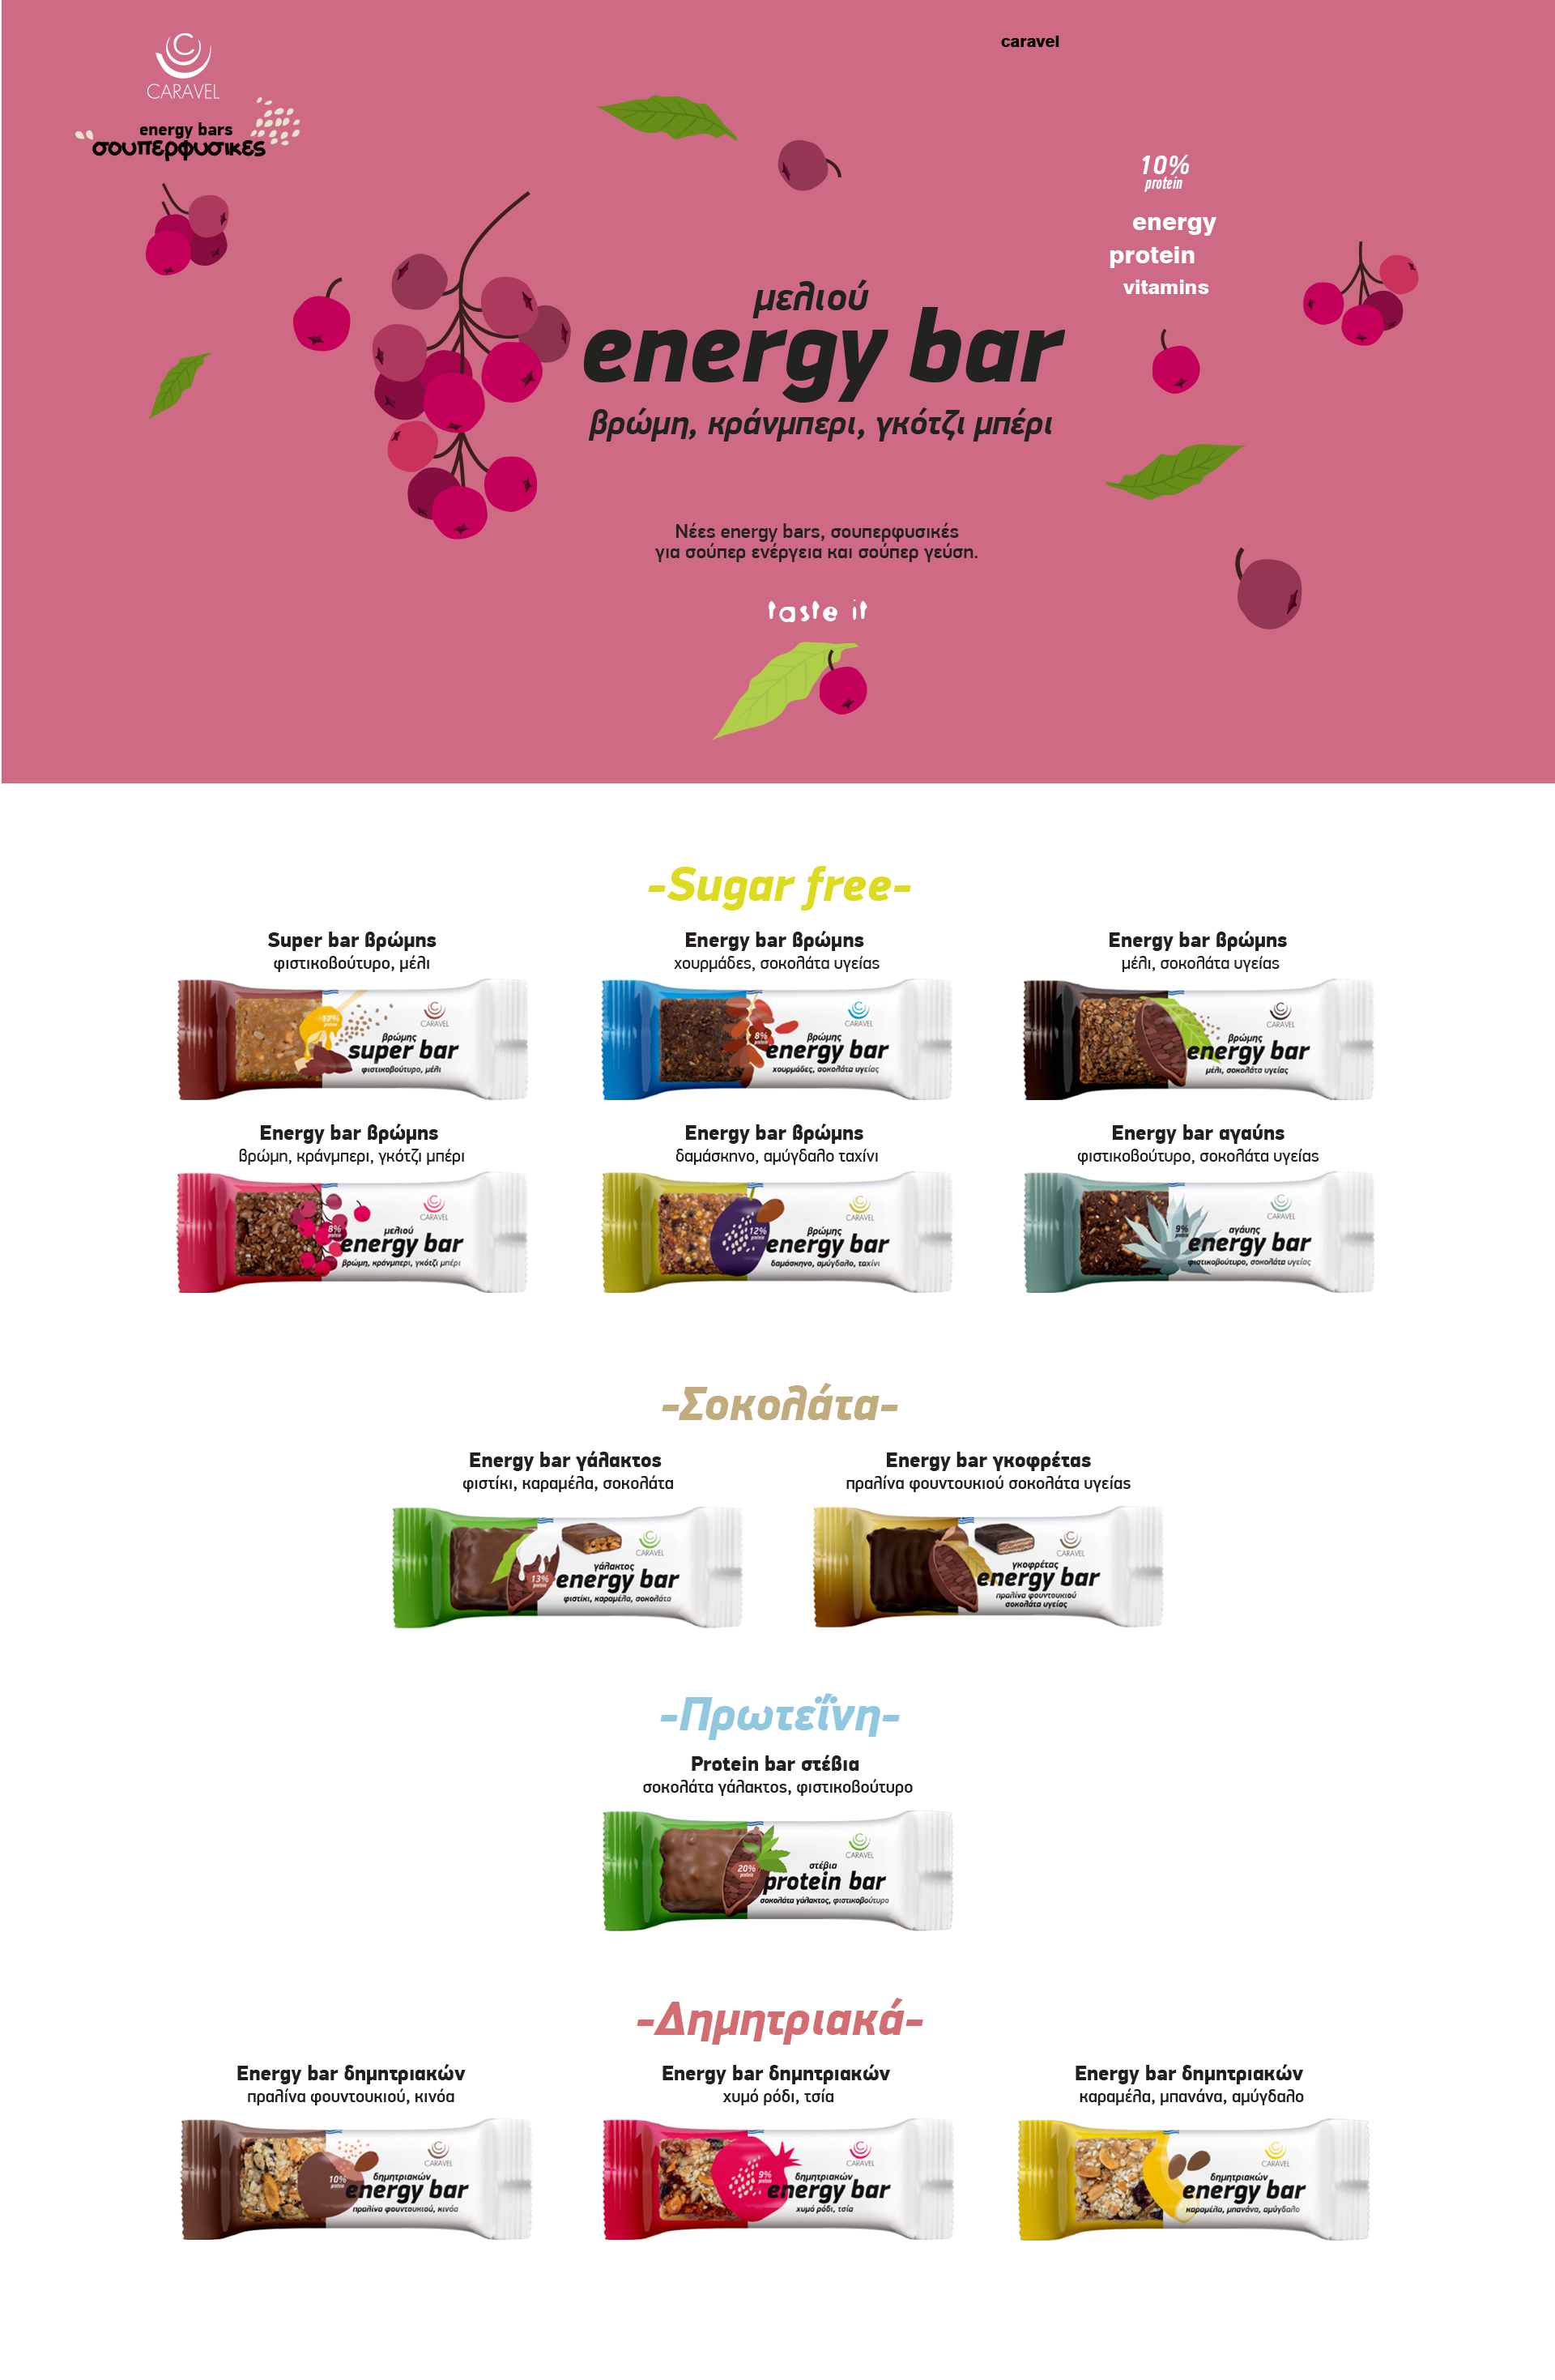 CARAVEL
energy bars
σουπερφυσικες
caravel
10%
protein
energy
protein
vitamins
μελιού
energy bar
βρώμη, κράνμπερι, γκότζι μπέρι
Νέες energy bars, σουπερφυσικές
για σούπερ ενέργεια και σούπερ γεύση.
taste it
-Sugar free-
Super bar βρώμης
φιστικοβούτυρο, μέλι
12%
protein
CARAVEL
βρώμης
super bar
φιστικοβούτυρο, μέλι
Energy bar βρώμης
χουρμάδες, σοκολάτα υγείας
8%
protein
CARAVEL
βρώμης
energy bar
χουρμάδες, σοκολάτα υγείας
Energy bar βρώμης
μέλι, σοκολάτα υγείας
CARAVEL
βρώμης
energy bar
μέλι, σοκολάτα υγείας
Energy bar βρώμης
βρώμη, κράνμπερι, γκότζι μπέρι
8%
protein
CARAVEL
μελιού
energy bar
βρώμη, κράνμπερι, γκότζι μπέρι
Energy bar βρώμης
δαμάσκηνο, αμύγδαλο ταχίνι
12%
protein
CARAVEL
βρώμης
energy bar
δαμάσκηνο, αμύγδαλο, ταχίνι
Energy bar αγαύης
φιστικοβούτυρο, σοκολάτα υγείας
9%
protein
CARAVEL
αγάυης
energy bar
φιστικοβούτυρο, σοκολάτα υγείας
-Σοκολάτα-
Energy bar γάλακτος
φιστίκι, καραμέλα, σοκολάτα
13%
protein
CARAVEL
γάλακτος
energy bar
φιστίκι, καραμέλα, σοκολάτα
Energy bar γκοφρέτας
πραλίνα φουντουκιού σοκολάτα υγείας
CARAVEL
γκοφρέτας
energy bar
πραλίνα φουντουκιού
σοκολάτα υγείας
-Πρωτεΐνη-
Protein bar στέβια
σοκολάτα γάλακτος, φιστικοβούτυρο
20%
protein
CARAVEL
στέβια
protein bar
σοκολάτα γάλακτος, φιστικοβούτυρο
-Δημητριακά-
Energy bar δημητριακών
πραλίνα φουντουκιού, κινόα
10%
protein
CARAVEL
δημητριακών
energy bar
πραλίνα φουντουκιού, κινόα
Energy bar δημητριακών
χυμό ρόδι, τσία
9%
protein
CARAVEL
δημητριακών
energy bar
χυμό ρόδι, τσία
Energy bar δημητριακών
καραμέλα, μπανάνα, αμύγδαλο
CARAVEL
δημητριακών
energy bar
καραμέλα, μπανάνα, αμύγδαλο